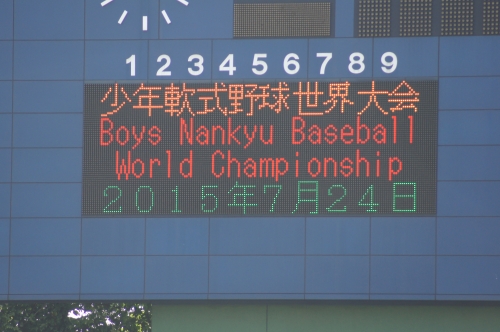 1 2 3 4 5 6 7 8 9
少年軟式野球世界大会
Boys Nankyu Baseball
World Championship
2015年7月24日